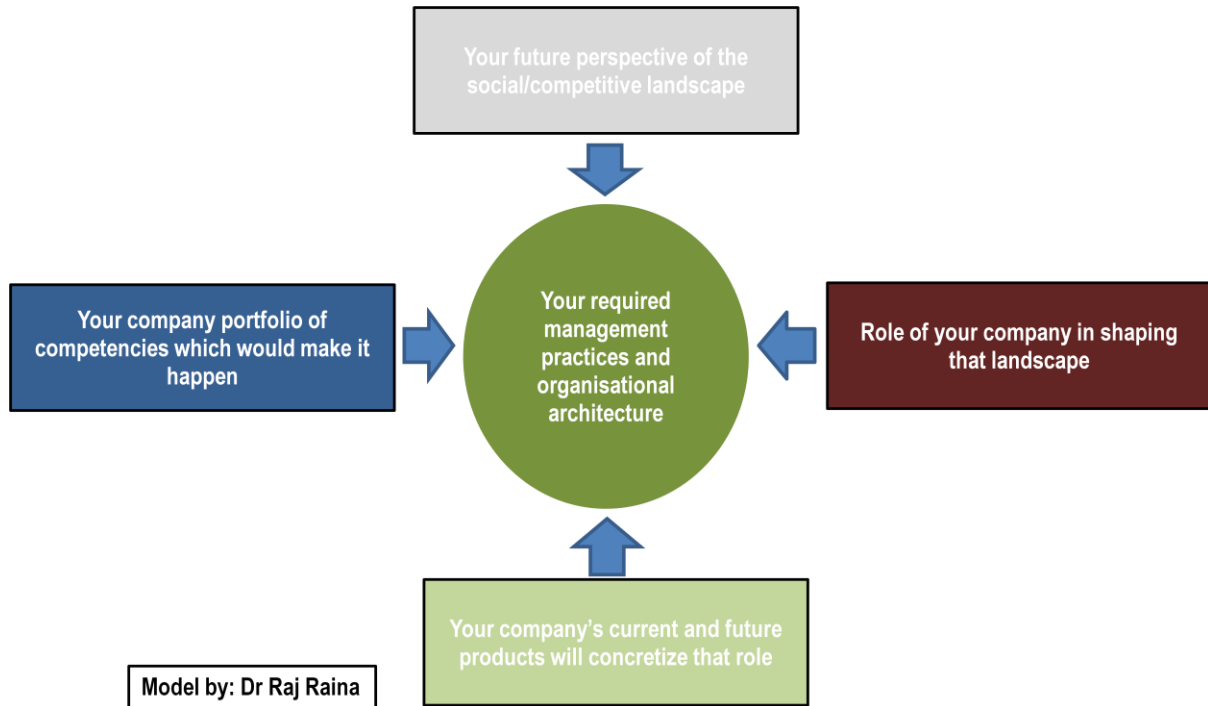 Your future perspective of the
social/competitive landscape
Your company portfolio of
competencies which would make it
happen
Your required
management
practices and
organisational
architecture
Role of your company in shaping
that landscape
Your company’s current and future
products will concretize that role
Model by: Dr Raj Raina